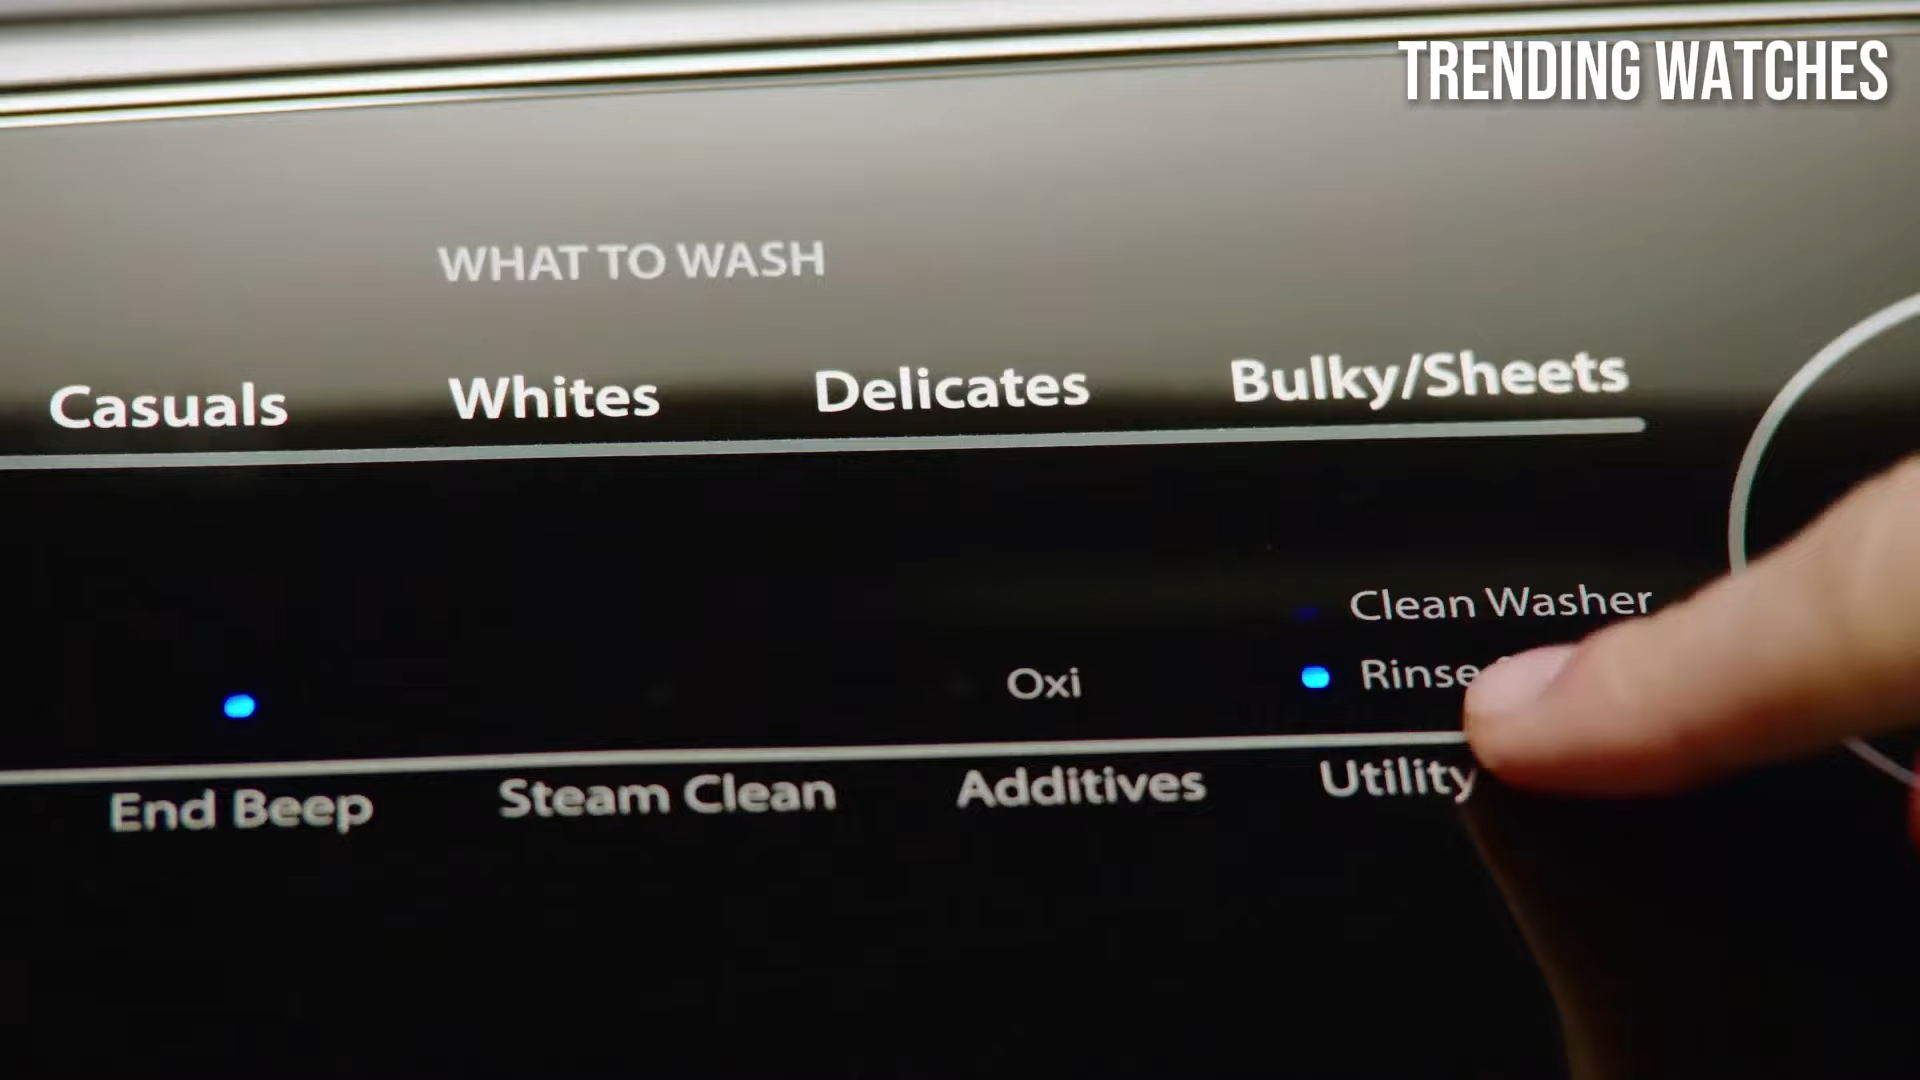 TRENDING WATCHES
WHAT TO WASH
Casuals Whites Delicates Bulky/Sheets
Clean Washer
Oxi Rinse
End Beep Steam Clean Additives Utility